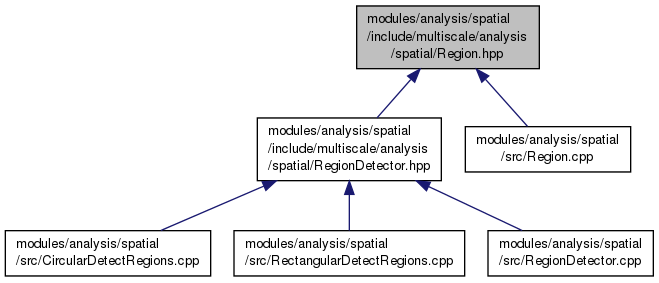 modules/analysis/spatial
/include/multiscale/analysis
/spatial/Region.hpp
modules/analysis/spatial
/include/multiscale/analysis
/spatial/RegionDetector.hpp
modules/analysis/spatial
/src/Region.cpp
modules/analysis/spatial
/src/CircularDetectRegions.cpp
modules/analysis/spatial
/src/RectangularDetectRegions.cpp
modules/analysis/spatial
/src/RegionDetector.cpp